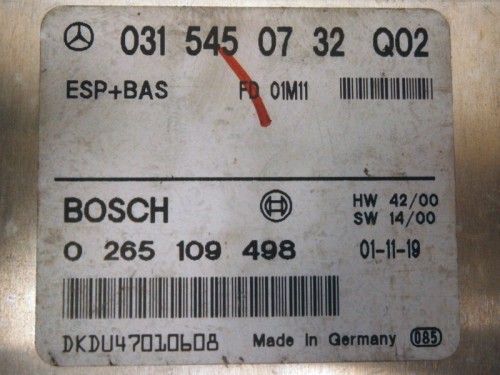 031 545 07 32 Q02
ESP+BAS FD 01M11
BOSCH HW 42/00
SW 14/00
0 265 109 498 01-11-19
DKDU47010608 Made in Germany 085